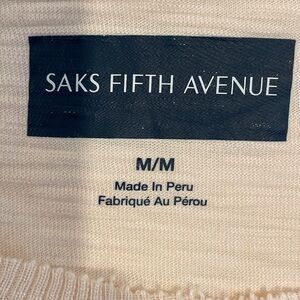 SAKS FIFTH AVENUE
M/M
Made In Peru
Fabriqué Au Pérou